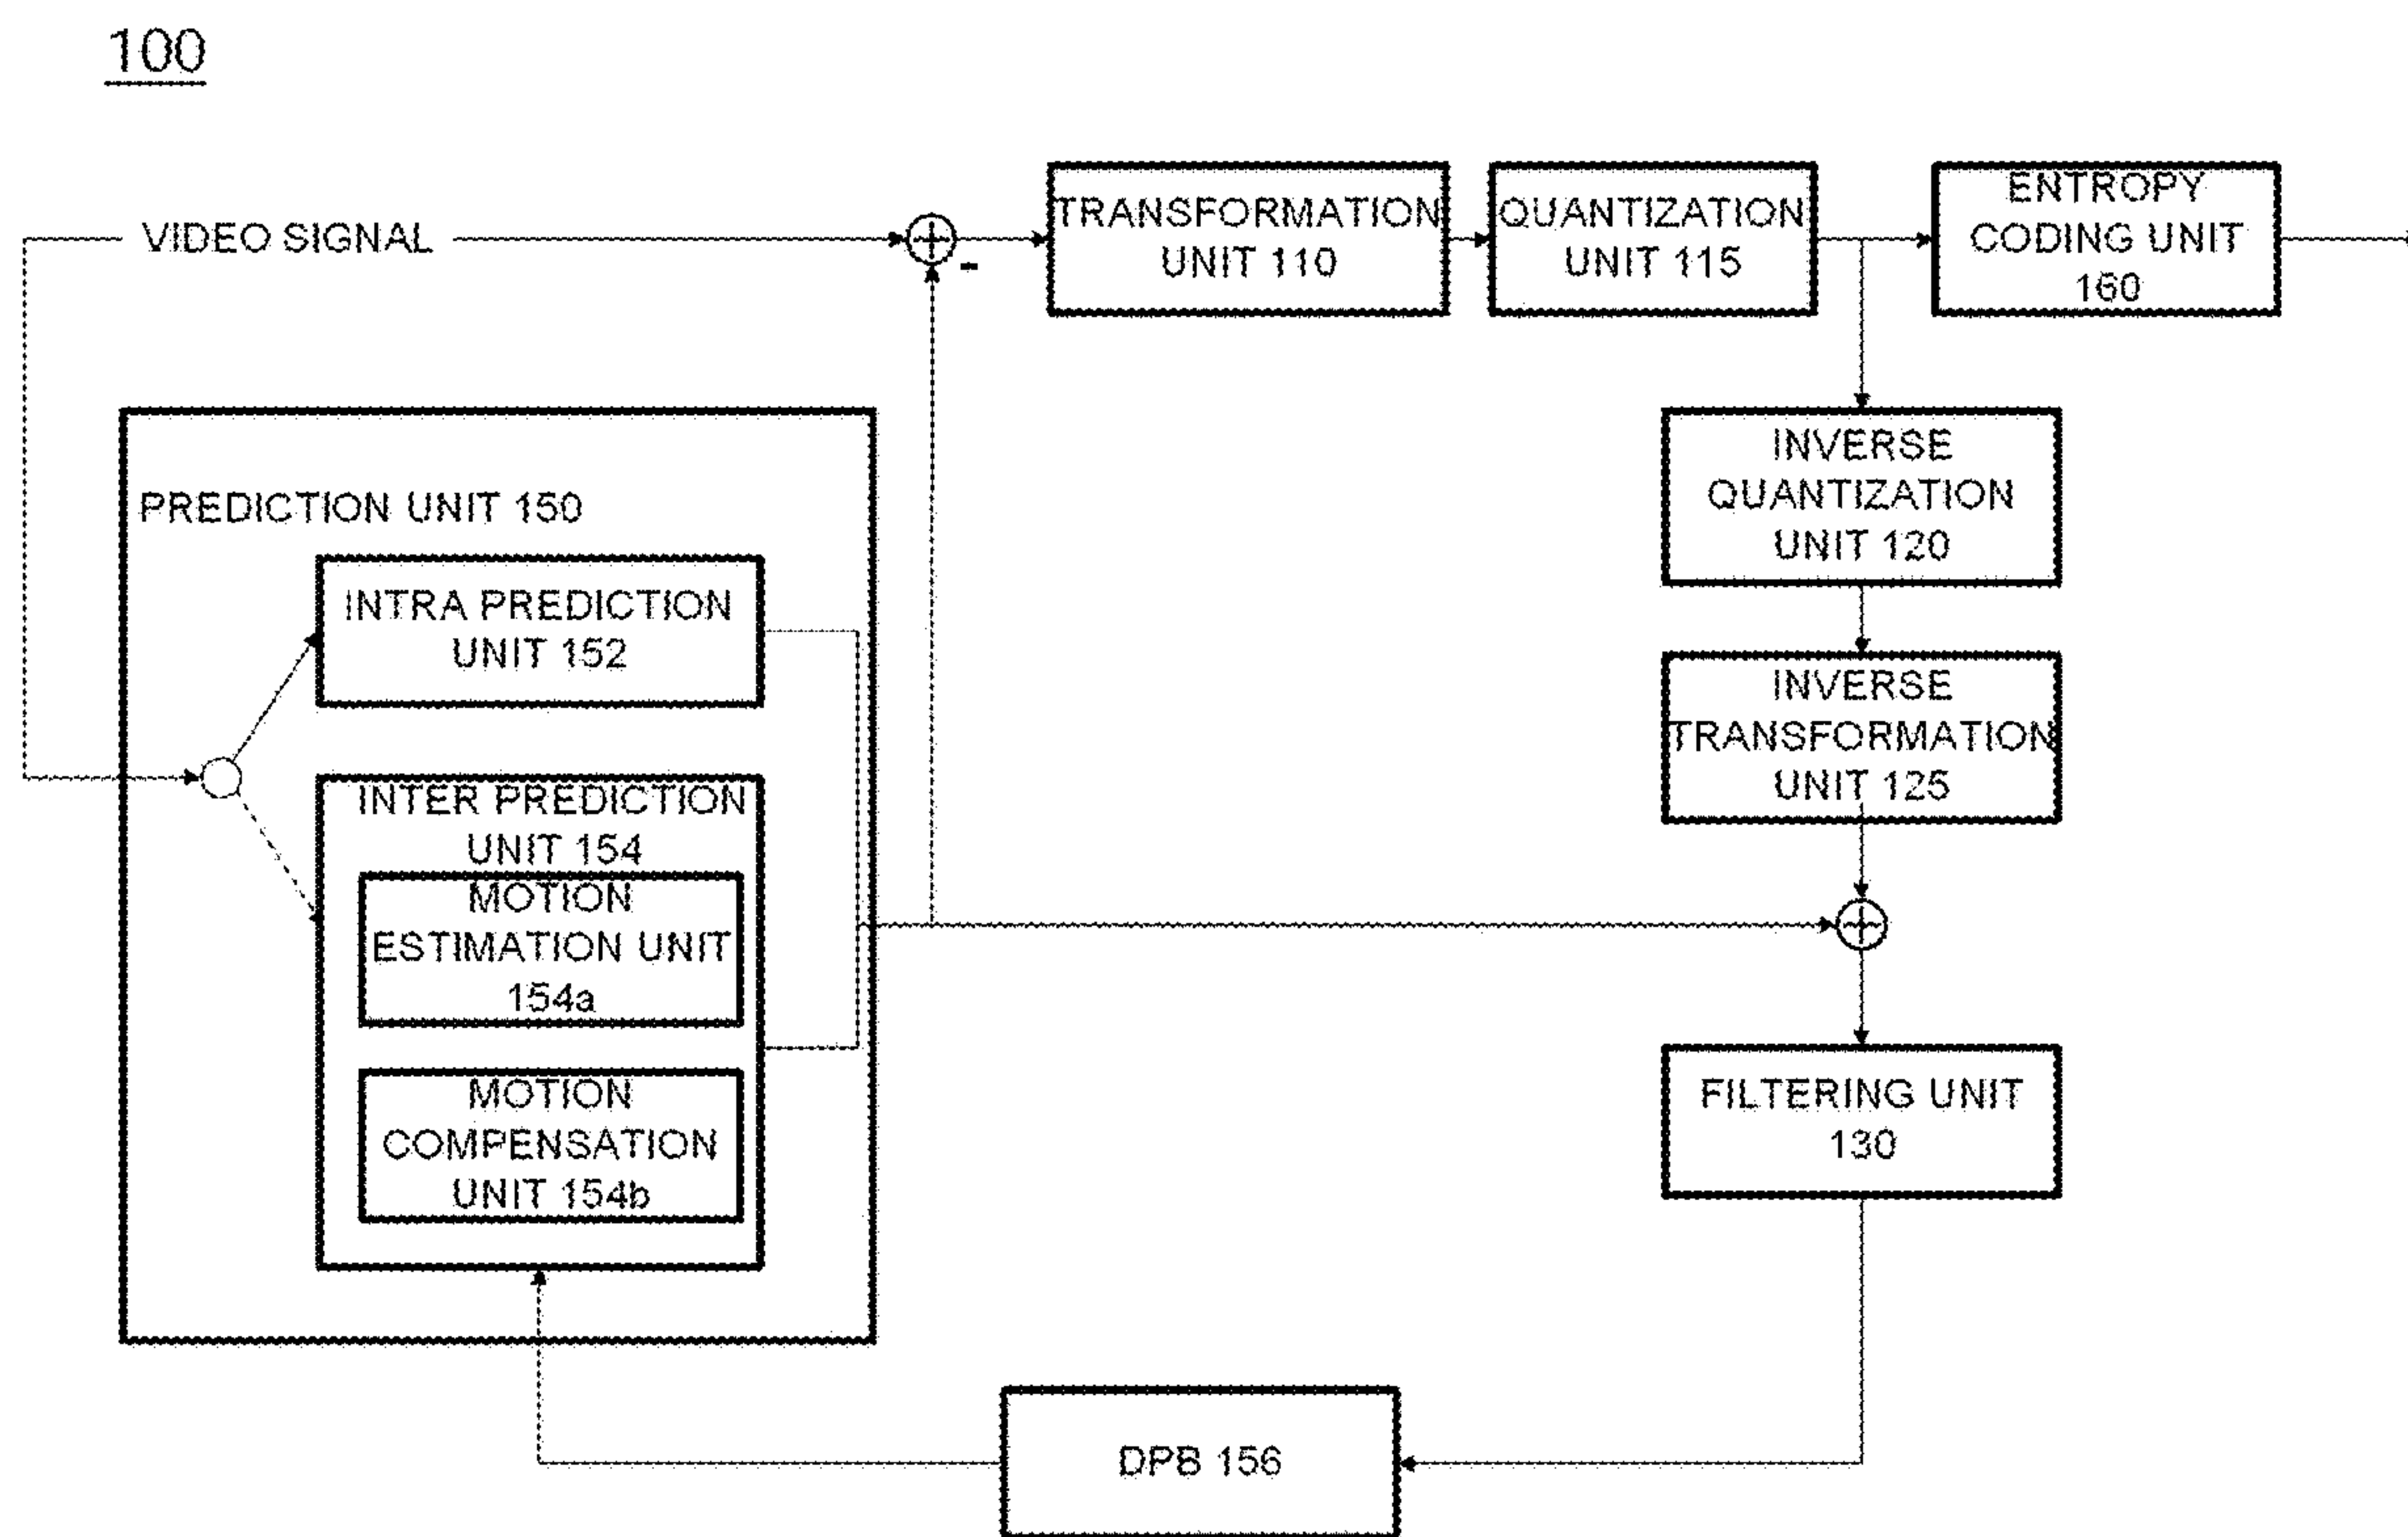 100
VIDEO SIGNAL
-
TRANSFORMATION
UNIT 110
QUANTIZATION
UNIT 115
ENTROPY
CODING UNIT
160
INVERSE
QUANTIZATION
UNIT 120
INVERSE
TRANSFORMATION
UNIT 125
PREDICTION UNIT 150
INTRA PREDICTION
UNIT 152
INTER PREDICTION
UNIT 154
MOTION
ESTIMATION UNIT
154a
MOTION
COMPENSATION
UNIT 154b
FILTERING UNIT
130
DPB 156